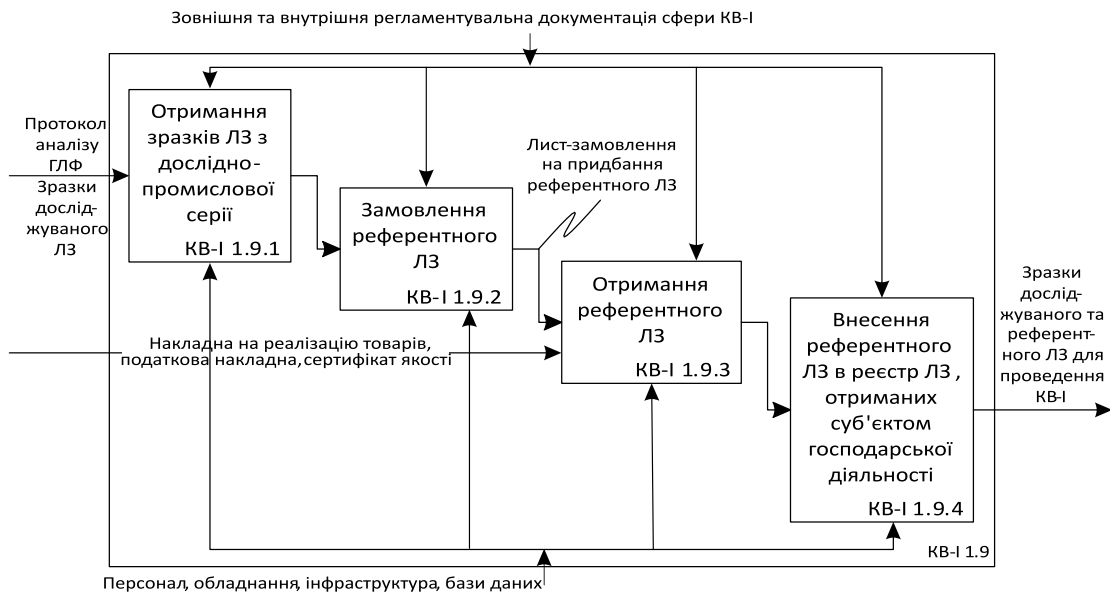 Зовнішня та внутрішня регламентувальна документація сфери КВ-І
Протокол
аналізу
ГЛФ
Зразки
дослід-
жуваного
ЛЗ
Отримання
зразків ЛЗ з
дослідно-
промислової
серії
КВ-І 1.9.1
Замовлення
референтного
ЛЗ
КВ-І 1.9.2
Лист-замовлення
на придбання
референтного ЛЗ
Отримання
референтного
ЛЗ
КВ-І 1.9.3
Накладна на реалізацію товарів,
податкова накладна, сертифікат якості
Внесення
референтного
ЛЗ в реєстр ЛЗ ,
отриманих
суб'єктом
господарської
діяльності
КВ-І 1.9.4
Зразки
дослід-
жуваного та
референт-
ного ЛЗ для
проведення
КВ-І
КВ-І 1.9
Персонал, обладнання, інфраструктура, бази даних